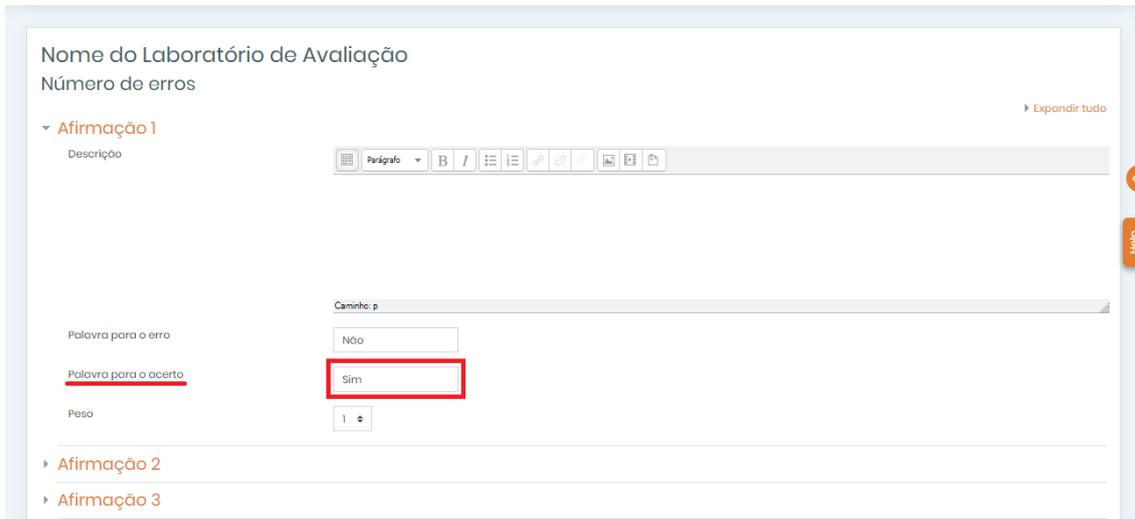 Nome do Laboratório de Avaliação
Número de erros
Expandir tudo
Afirmação 1
Descrição
Parágrafo B I
Caminho: p
Palavra para o erro
Não
Palavra para o acerto
Sim
Peso
1
Afirmação 2
Afirmação 3
Help